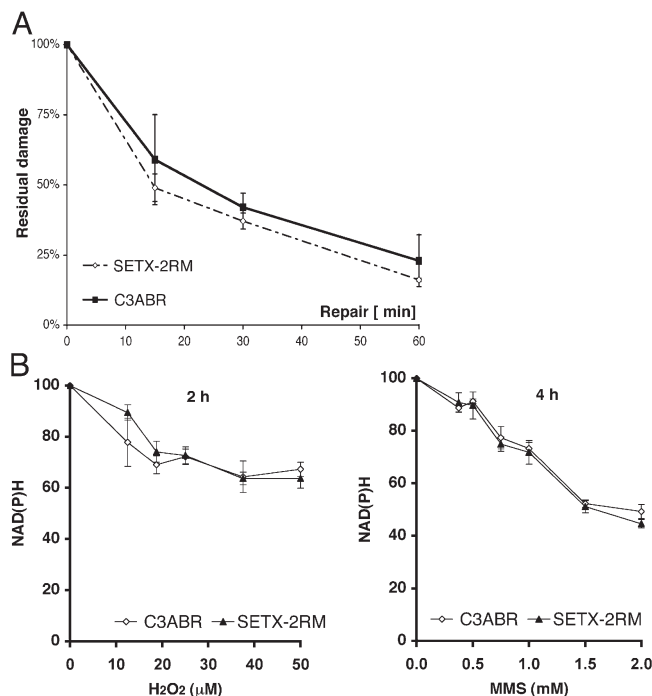 A
100%
75%
50%
25%
0%
Residual damage
SETX-2RM
C3ABR
Repair [ min]
0 10 20 30 40 50 60
B
2 h
100
80
60
40
20
0
NAD(P)H
C3ABR SETX-2RM
0 10 20 30 40 50
H2O2 (μM)
4 h
100
80
60
40
20
0
NAD(P)H
C3ABR SETX-2RM
0.0 0.5 1.0 1.5 2.0
MMS (mM)